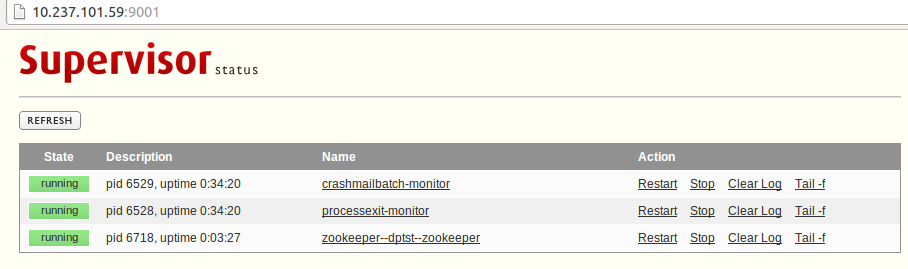 10.237.101.59:9001
Supervisor status
REFRESH
State Description Name Action
running pid 6529, uptime 0:34:20 crashmailbatch-monitor Restart Stop Clear Log Tail -f
running pid 6528, uptime 0:34:20 processexit-monitor Restart Stop Clear Log Tail -f
running pid 6718, uptime 0:03:27 zookeeper--dptst--zookeeper Restart Stop Clear Log Tail -f